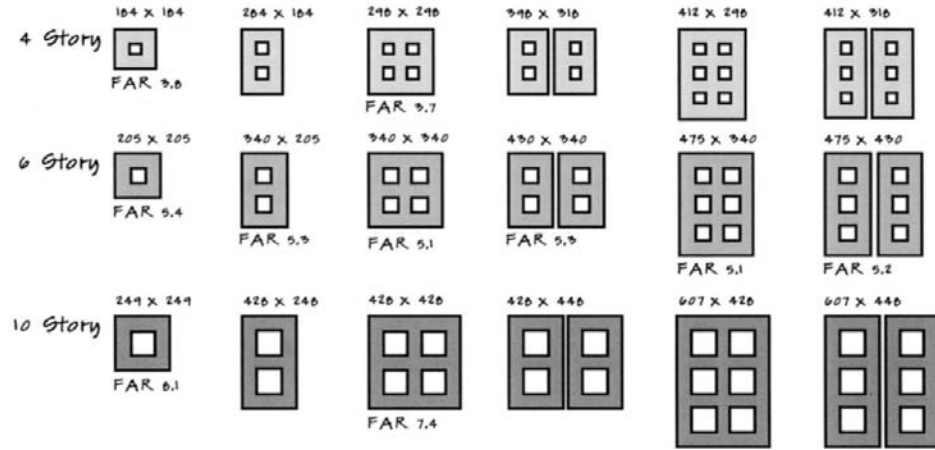 184 x 184
284 x 184
298 x 298
398 x 318
412 x 298
412 x 318
4 Story
FAR 3.8
FAR 3.7
205 x 205
340 x 205
340 x 340
430 x 340
475 x 340
475 x 430
6 Story
FAR 5.4
FAR 5.3
FAR 5.1
FAR 5.3
FAR 5.1
FAR 5.2
249 x 249
428 x 248
428 x 428
428 x 448
607 x 428
607 x 448
10 Story
FAR 8.1
FAR 7.4